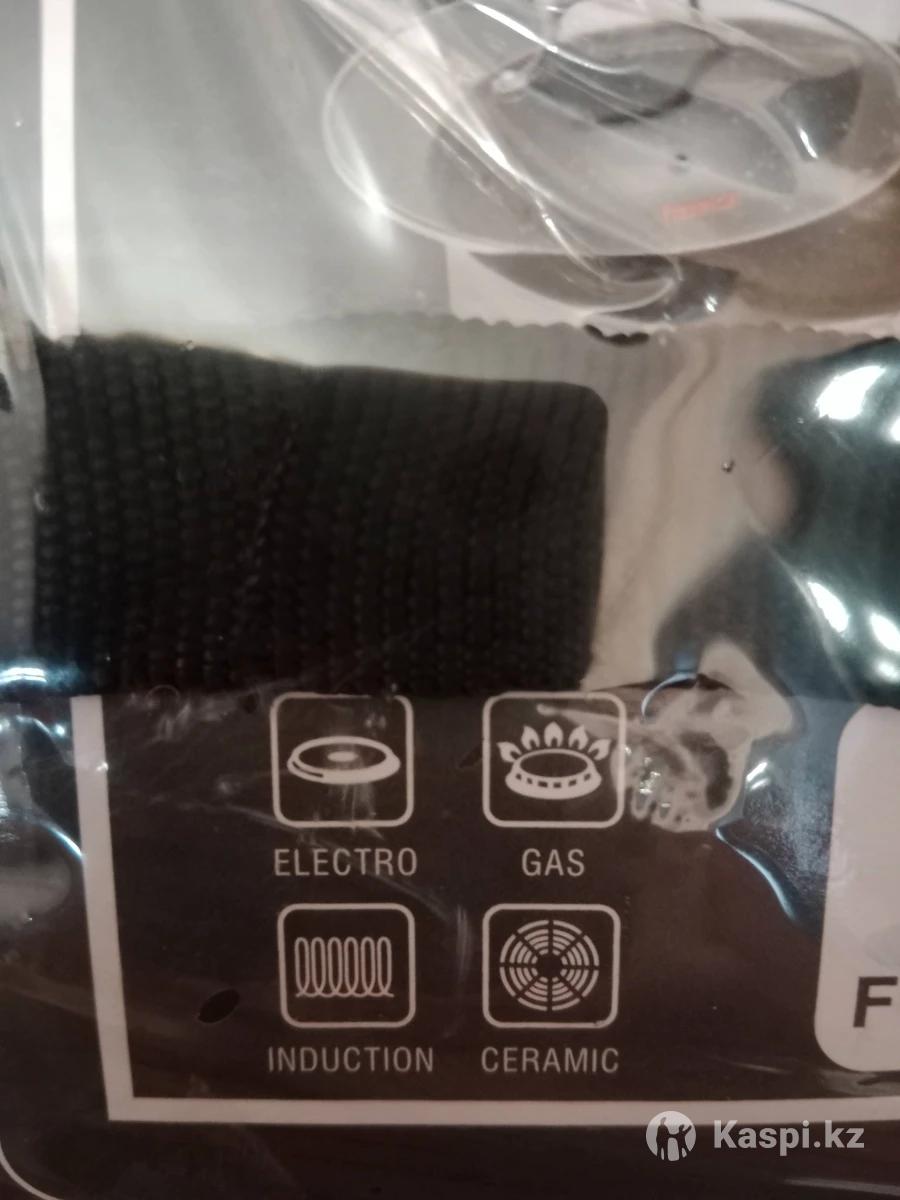 ELECTRO GAS
INDUCTION CERAMIC
F
Kaspi.kz